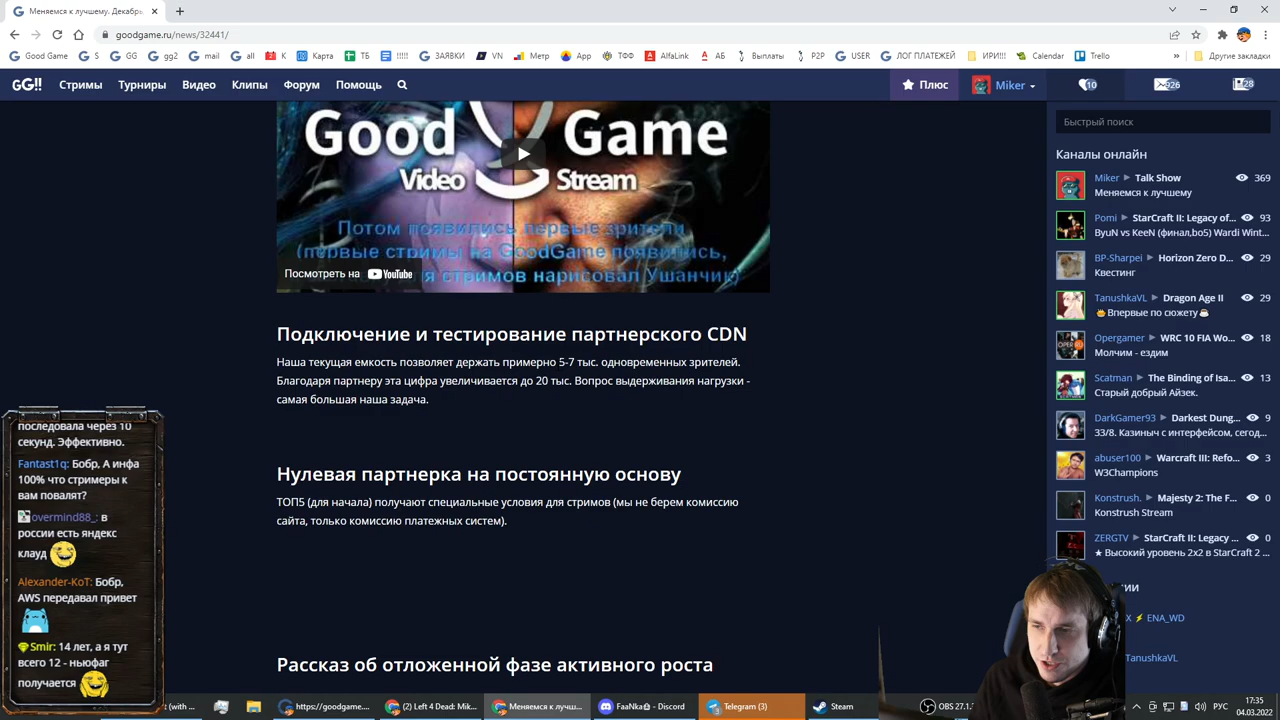 Меняемся к лучшему. Декабрь
goodgame.ru/news/32441/
Good Game
S
GG
gg2
mail
all
К
Карта
ТБ
!!!!!
ЗАЯВКИ
VN
Метр
App
ТФФ
AlfaLink
АБ
Выплаты
P2P
USER
ЛОГ ПЛАТЕЖЕЙ
ИРИ!!!
Calendar
Trello
»
Другие закладки
GG!!
Стримы
Турниры
Видео
Клипы
Форум
Помощь
Плюс
Miker
10
926
28
Good Game
Video Stream
Потом появились первые зрители
(первые стримы на GoodGame появились,
я стримов нарисовал Ушанчик)
Посмотреть на YouTube
Подключение и тестирование партнерского CDN
Наша текущая емкость позволяет держать примерно 5-7 тыс. одновременных зрителей.
Благодаря партнеру эта цифра увеличивается до 20 тыс. Вопрос выдерживания нагрузки -
самая большая наша задача.
Нулевая партнерка на постоянную основу
ТОП5 (для начала) получают специальные условия для стримов (мы не берем комиссию
сайта, только комиссию платежных систем).
Рассказ об отложенной фазе активного роста
Быстрый поиск
Каналы онлайн
Miker Talk Show 369
Меняемся к лучшему
Pomi StarCraft II: Legacy of... 93
ByuN vs KeeN (финал,bo5) Wardi Wint...
BP-Sharpei Horizon Zero D... 29
Квестинг
TanushkaVL Dragon Age II 29
Впервые по сюжету
Opergamer WRC 10 FIA Wo... 18
Молчим - ездим
Scatman The Binding of Isa... 13
Старый добрый Айзек.
DarkGamer93 Darkest Dung... 9
33/8. Казиныч с интерфейсом, сегод...
abuser100 Warcraft III: Refo... 3
W3Champions
Konstrush. Majesty 2: The F... 0
Konstrush Stream
ZERGTV StarCraft II: Legacy ... 0
★ Высокий уровень 2x2 в StarCraft 2 ...
ENA_WD
TanushkaVL
последовала через 10
секунд. Эффективно.
Fantast1q: Бобр, А инфа
100% что стримеры к
вам повалят?
overmind88_: в
россии есть яндекс
клауд
Alexander-KoT: Бобр,
AWS передавал привет
Smir: 14 лет, а я тут
всего 12 - ньюфаг
получается
https://goodgame....
(2) Left 4 Dead: Mik...
Меняемся к лучш...
FaaNka - Discord
Telegram (3)
Steam
OBS 27.1.
РУС
17:35
04.03.2022